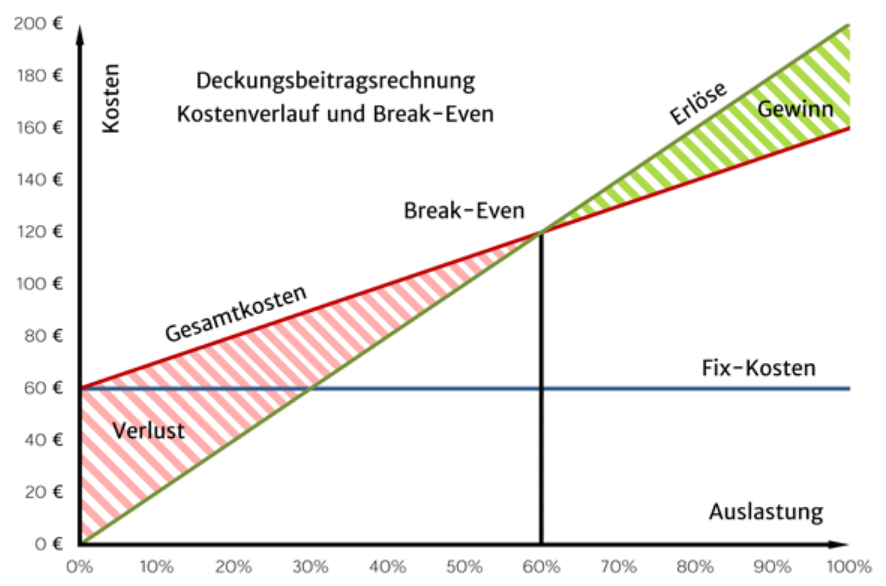 200 €
180 €
160 €
140 €
120 €
100 €
80 €
60 €
40 €
20 €
0 €
Kosten
Deckungsbeitragsrechnung
Kostenverlauf und Break-Even
Erlöse
Gewinn
Break-Even
Gesamtkosten
Fix-Kosten
Verlust
Auslastung
0% 10% 20% 30% 40% 50% 60% 70% 80% 90% 100%